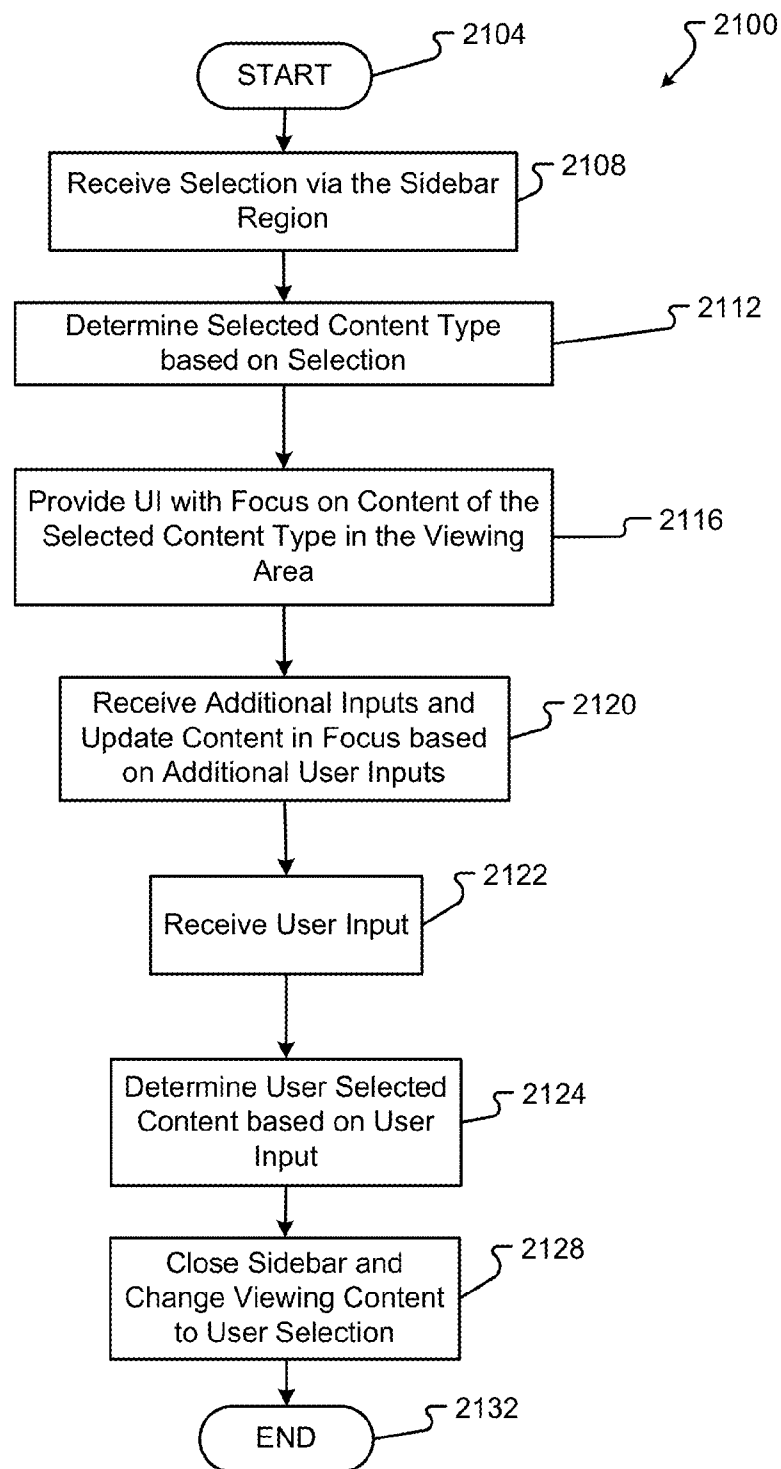 2100
START
2104
Receive Selection via the Sidebar
Region
2108
Determine Selected Content Type
based on Selection
2112
Provide UI with Focus on Content of the
Selected Content Type in the Viewing
Area
2116
Receive Additional Inputs and
Update Content in Focus based
on Additional User Inputs
2120
Receive User Input
2122
Determine User Selected
Content based on User
Input
2124
Close Sidebar and
Change Viewing Content
to User Selection
2128
END
2132